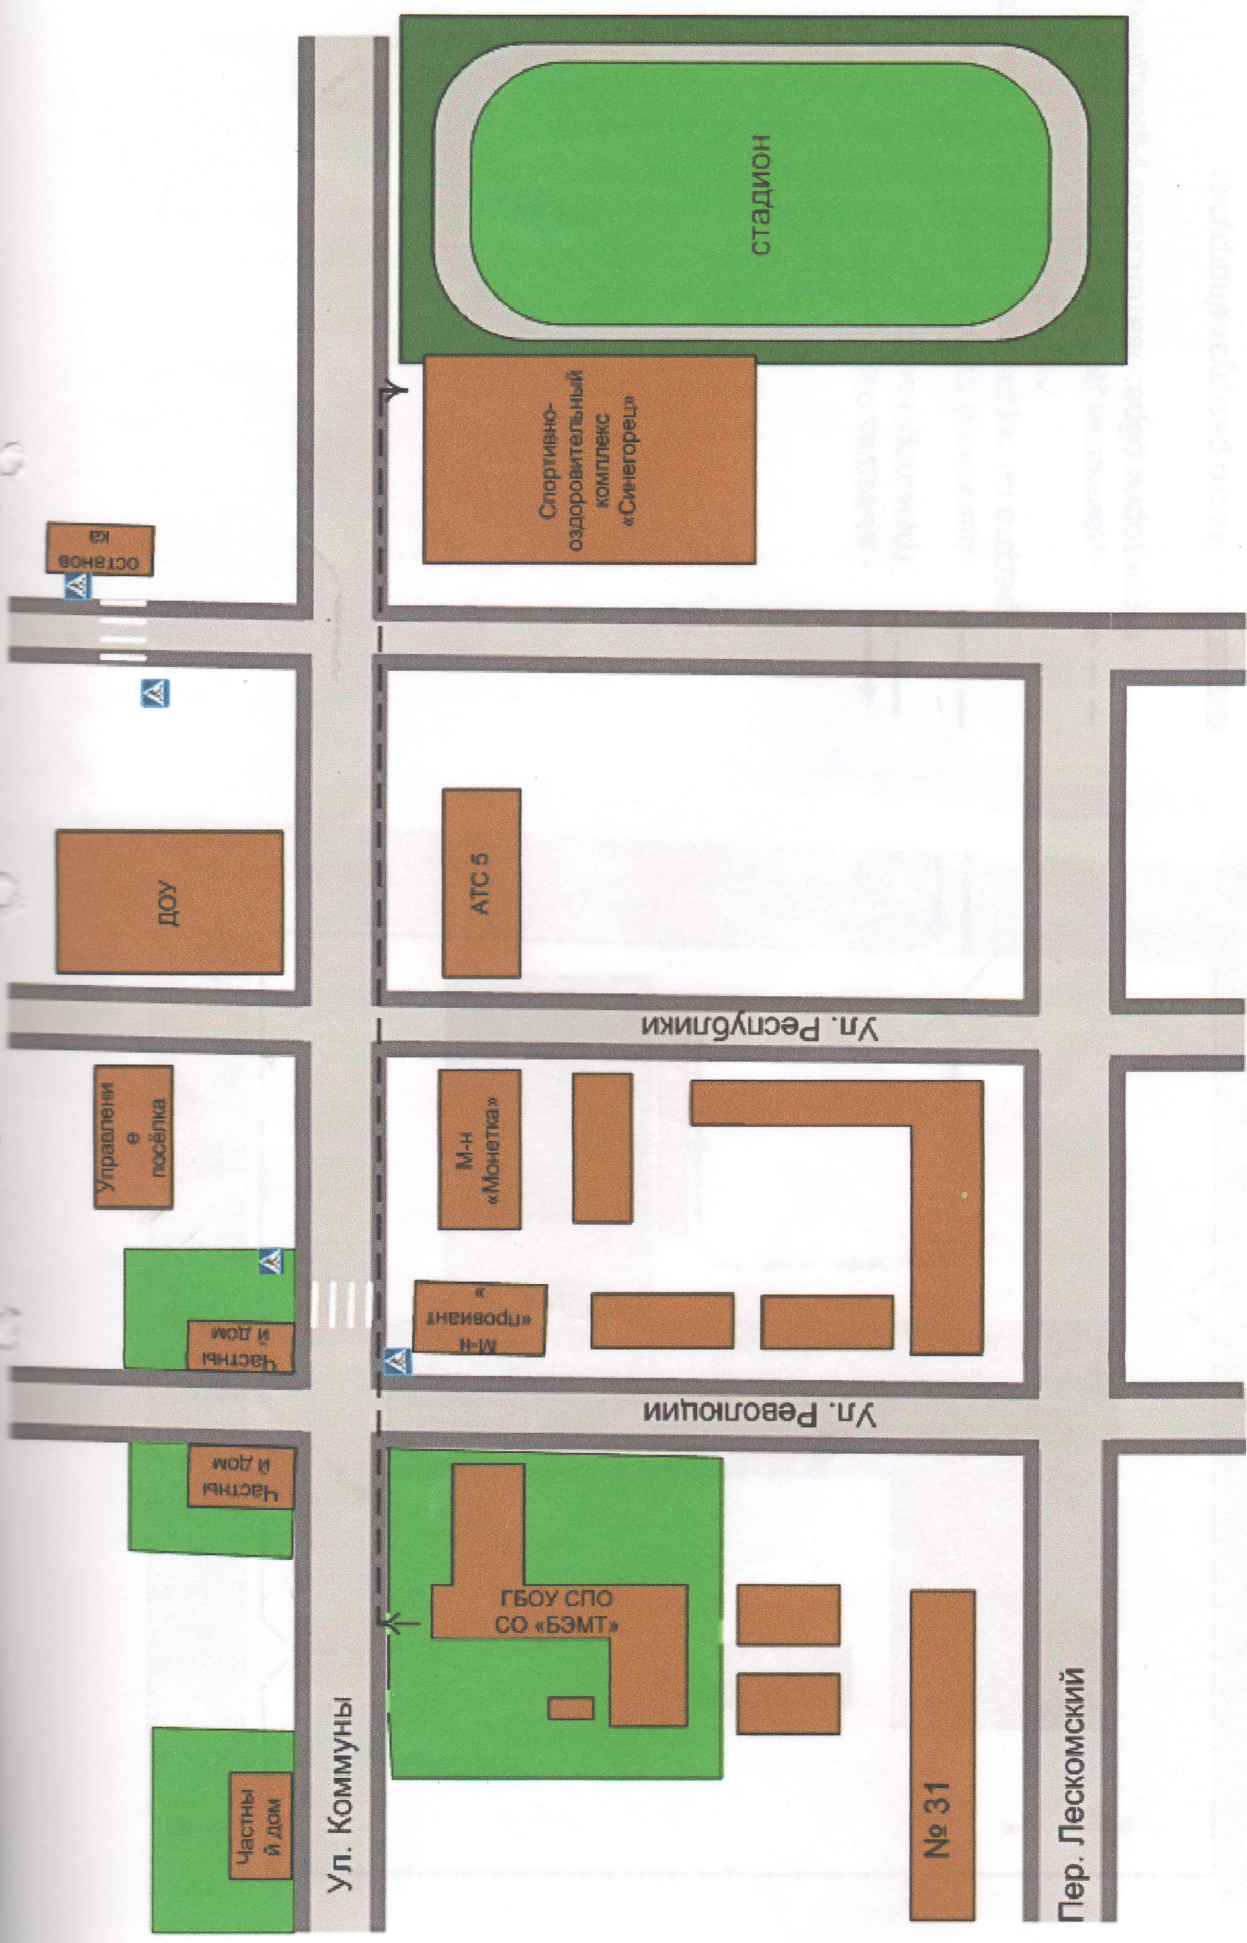 Частны
й дом
Ул. Коммуны
Частны
й дом
Частны
й дом
Управлени
е
посёлка
ДОУ
останов
ка
ГБОУ СПО
СО «БЭМТ»
М-н
«Провиант
»
М-н
«Монетка»
АТС 5
Спортивно-
оздоровительный
комплекс
«Синегорец»
стадион
Ул. Революции
Ул. Республики
№ 31
Пер. Лескомский